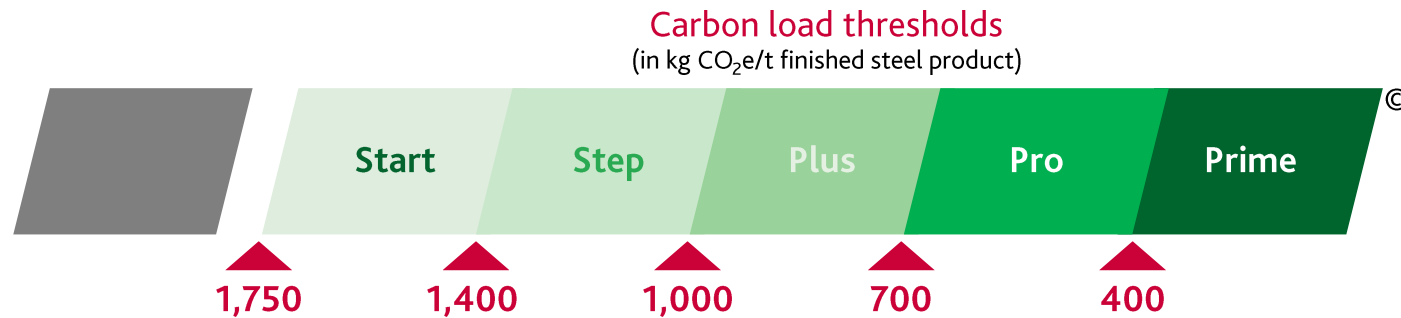 Carbon load thresholds
(in kg CO₂e/t finished steel product)
©
Start Step Plus Pro Prime
1,750 1,400 1,000 700 400